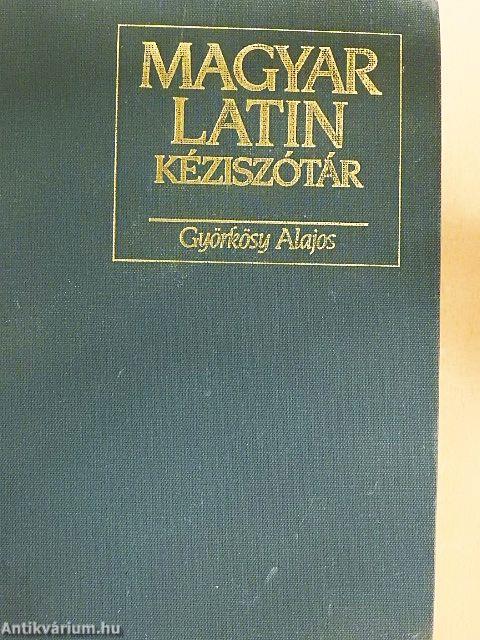 MAGYAR
LATIN
KÉZISZÓTÁR
Györkösy Alajos
Antikvárium.hu